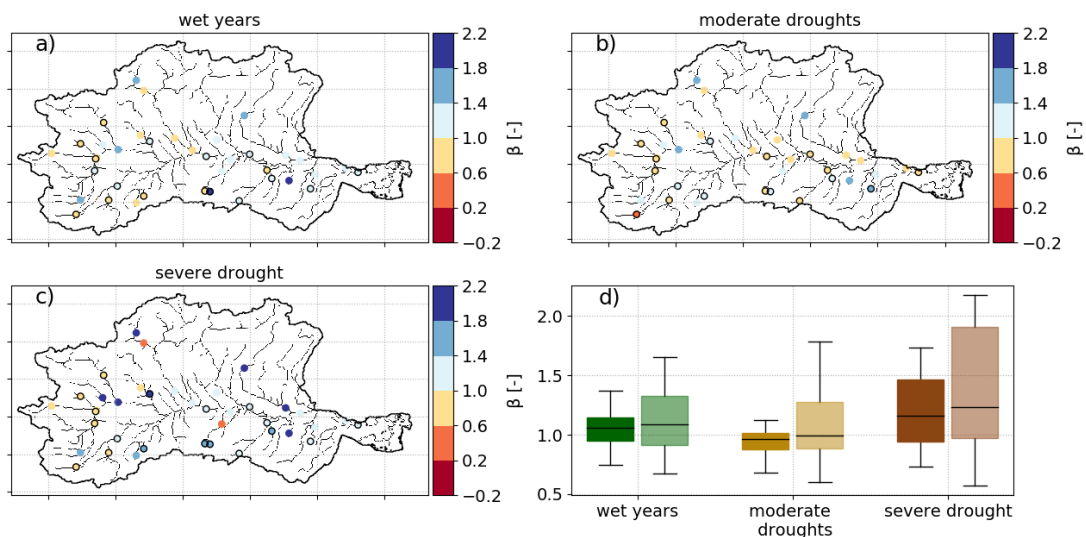 wet years
a)
2.2
1.8
1.4
1.0
0.6
0.2
−0.2
β [-]
moderate droughts
b)
2.2
1.8
1.4
1.0
0.6
0.2
−0.2
β [-]
severe drought
c)
2.2
1.8
1.4
1.0
0.6
0.2
−0.2
β [-]
d)
β [-]
2.0
1.5
1.0
0.5
wet years
moderate
droughts
severe drought